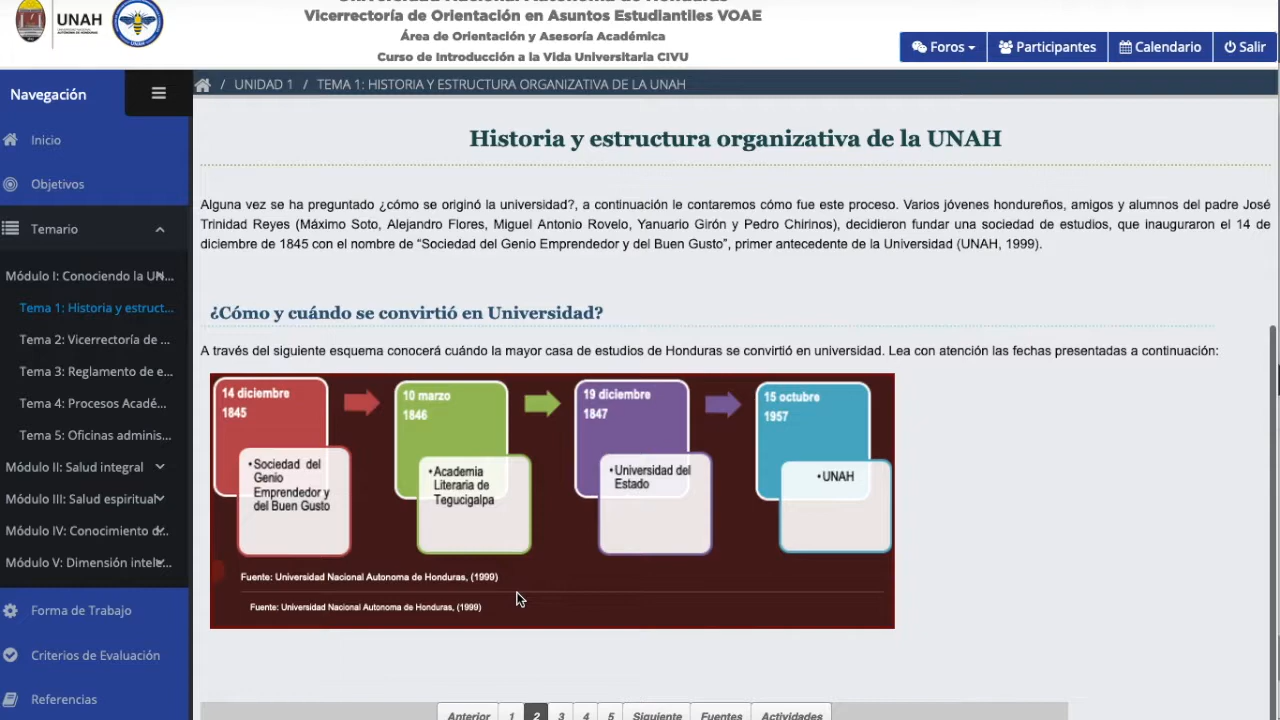 UNAH
Vicerrectoría de Orientación en Asuntos Estudiantiles VOAE
Área de Orientación y Asesoría Académica
Curso de Introducción a la Vida Universitaria CIVU
Foros
Participantes
Calendario
Salir
Navegación
/ UNIDAD 1 / TEMA 1: HISTORIA Y ESTRUCTURA ORGANIZATIVA DE LA UNAH
Inicio
Objetivos
Temario
Módulo I: Conociendo la UN...
Tema 1: Historia y estruct...
Tema 2: Vicerrectoría de ...
Tema 3: Reglamento de e...
Tema 4: Procesos Acadé...
Tema 5: Oficinas adminis...
Módulo II: Salud integral
Módulo III: Salud espiritual
Módulo IV: Conocimiento d...
Módulo V: Dimensión intele...
Forma de Trabajo
Criterios de Evaluación
Referencias
Historia y estructura organizativa de la UNAH
Alguna vez se ha preguntado ¿cómo se originó la universidad?, a continuación le contaremos cómo fue este proceso. Varios jóvenes hondureños, amigos y alumnos del padre José
Trinidad Reyes (Máximo Soto, Alejandro Flores, Miguel Antonio Rovelo, Yanuario Girón y Pedro Chirinos), decidieron fundar una sociedad de estudios, que inauguraron el 14 de
diciembre de 1845 con el nombre de “Sociedad del Genio Emprendedor y del Buen Gusto”, primer antecedente de la Universidad (UNAH, 1999).
¿Cómo y cuándo se convirtió en Universidad?
A través del siguiente esquema conocerá cuándo la mayor casa de estudios de Honduras se convirtió en universidad. Lea con atención las fechas presentadas a continuación:
14 diciembre
1845
•Sociedad del
Genio
Emprendedor y
del Buen Gusto
10 marzo
1846
•Academia
Literaria de
Tegucigalpa
19 diciembre
1847
•Universidad del
Estado
15 octubre
1957
•UNAH
Fuente: Universidad Nacional Autonoma de Honduras, (1999)
Fuente: Universidad Nacional Autonoma de Honduras, (1999)
Anterior 1 2 3 4 5 Siguiente Fuentes Actividades